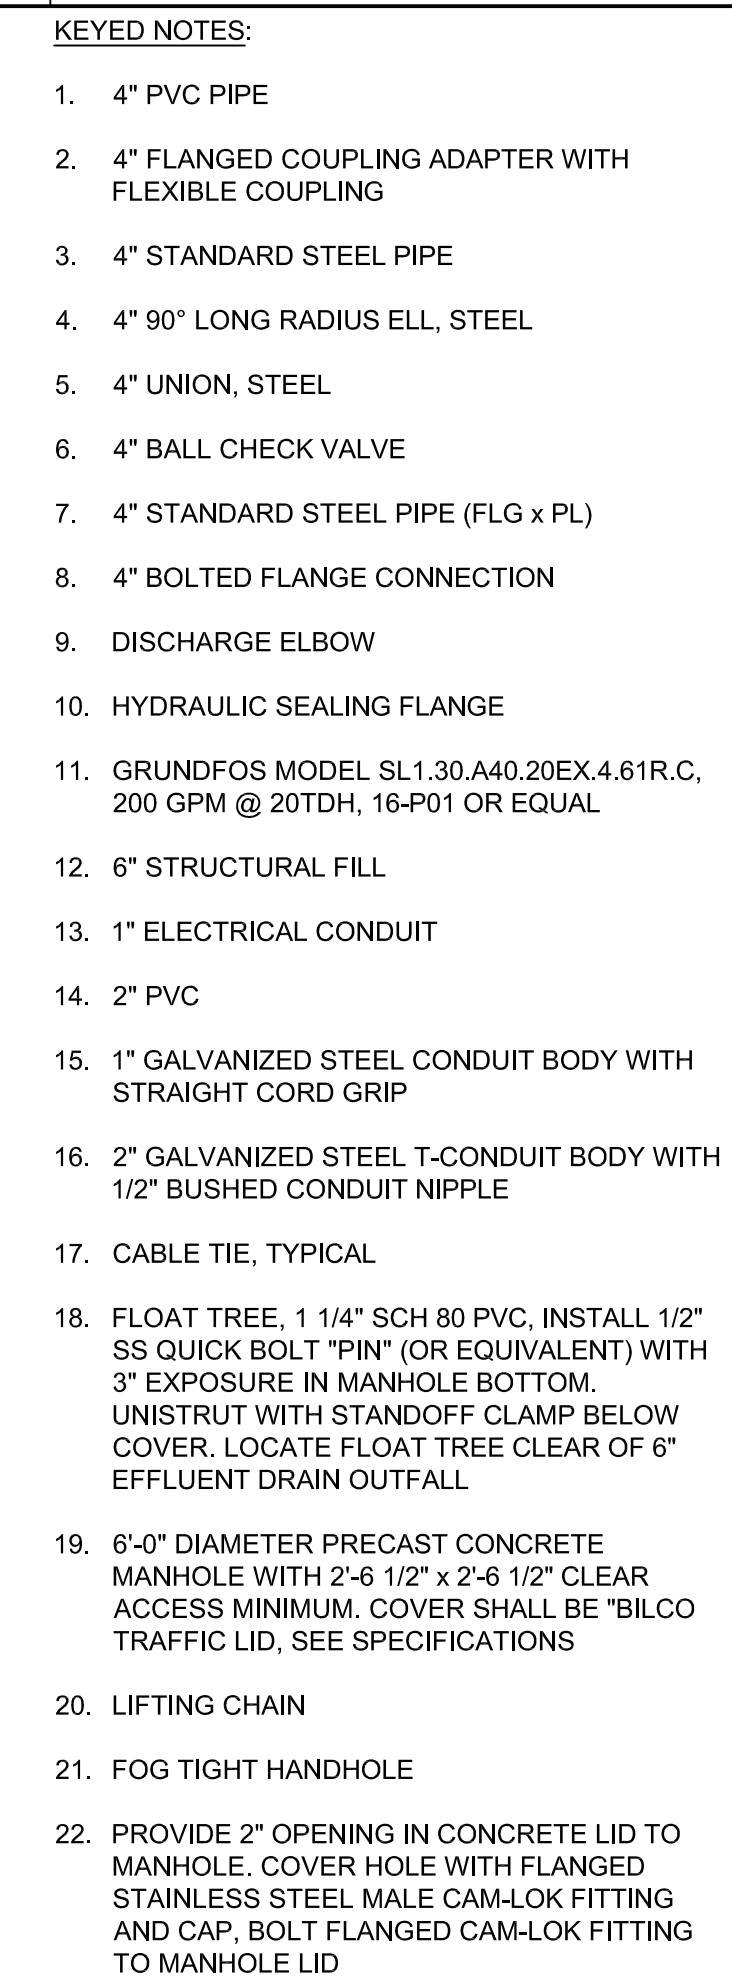 KEYED NOTES:
1. 4" PVC PIPE
2. 4" FLANGED COUPLING ADAPTER WITH
FLEXIBLE COUPLING
3. 4" STANDARD STEEL PIPE
4. 4" 90° LONG RADIUS ELL, STEEL
5. 4" UNION, STEEL
6. 4" BALL CHECK VALVE
7. 4" STANDARD STEEL PIPE (FLG x PL)
8. 4" BOLTED FLANGE CONNECTION
9. DISCHARGE ELBOW
10. HYDRAULIC SEALING FLANGE
11. GRUNDFOS MODEL SL1.30.A40.20EX.4.61R.C,
200 GPM @ 20TDH, 16-P01 OR EQUAL
12. 6" STRUCTURAL FILL
13. 1" ELECTRICAL CONDUIT
14. 2" PVC
15. 1" GALVANIZED STEEL CONDUIT BODY WITH
STRAIGHT CORD GRIP
16. 2" GALVANIZED STEEL T-CONDUIT BODY WITH
1/2" BUSHED CONDUIT NIPPLE
17. CABLE TIE, TYPICAL
18. FLOAT TREE, 1 1/4" SCH 80 PVC, INSTALL 1/2"
SS QUICK BOLT "PIN" (OR EQUIVALENT) WITH
3" EXPOSURE IN MANHOLE BOTTOM.
UNISTRUT WITH STANDOFF CLAMP BELOW
COVER. LOCATE FLOAT TREE CLEAR OF 6"
EFFLUENT DRAIN OUTFALL
19. 6'-0" DIAMETER PRECAST CONCRETE
MANHOLE WITH 2'-6 1/2" x 2'-6 1/2" CLEAR
ACCESS MINIMUM. COVER SHALL BE "BILCO
TRAFFIC LID, SEE SPECIFICATIONS
20. LIFTING CHAIN
21. FOG TIGHT HANDHOLE
22. PROVIDE 2" OPENING IN CONCRETE LID TO
MANHOLE. COVER HOLE WITH FLANGED
STAINLESS STEEL MALE CAM-LOK FITTING
AND CAP, BOLT FLANGED CAM-LOK FITTING
TO MANHOLE LID